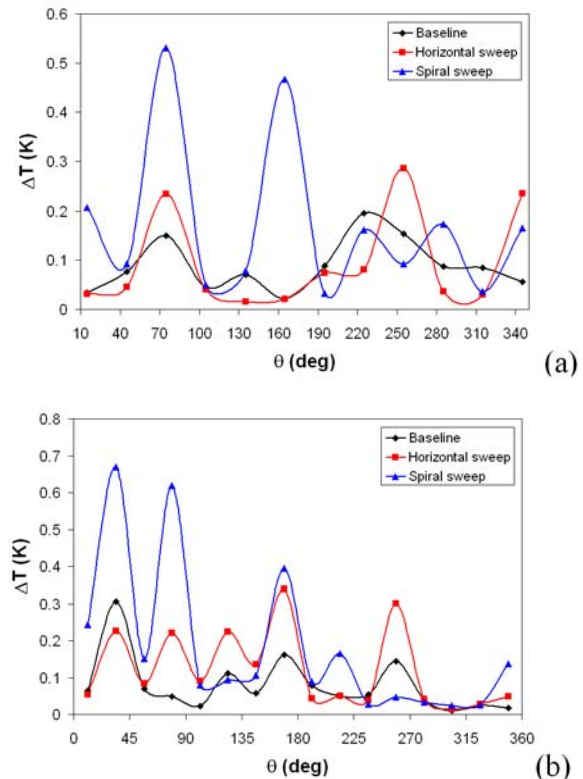 0.6
0.5
0.4
0.3
0.2
0.1
0
ΔT (K)
Baseline
Horizontal sweep
Spiral sweep
10 40 70 100 130 160 190 220 250 280 310 340
θ (deg)
(a)
0.8
0.7
0.6
0.5
0.4
0.3
0.2
0.1
0
ΔT (K)
Baseline
Horizontal sweep
Spiral sweep
0 45 90 135 180 225 270 315 360
θ (deg)
(b)